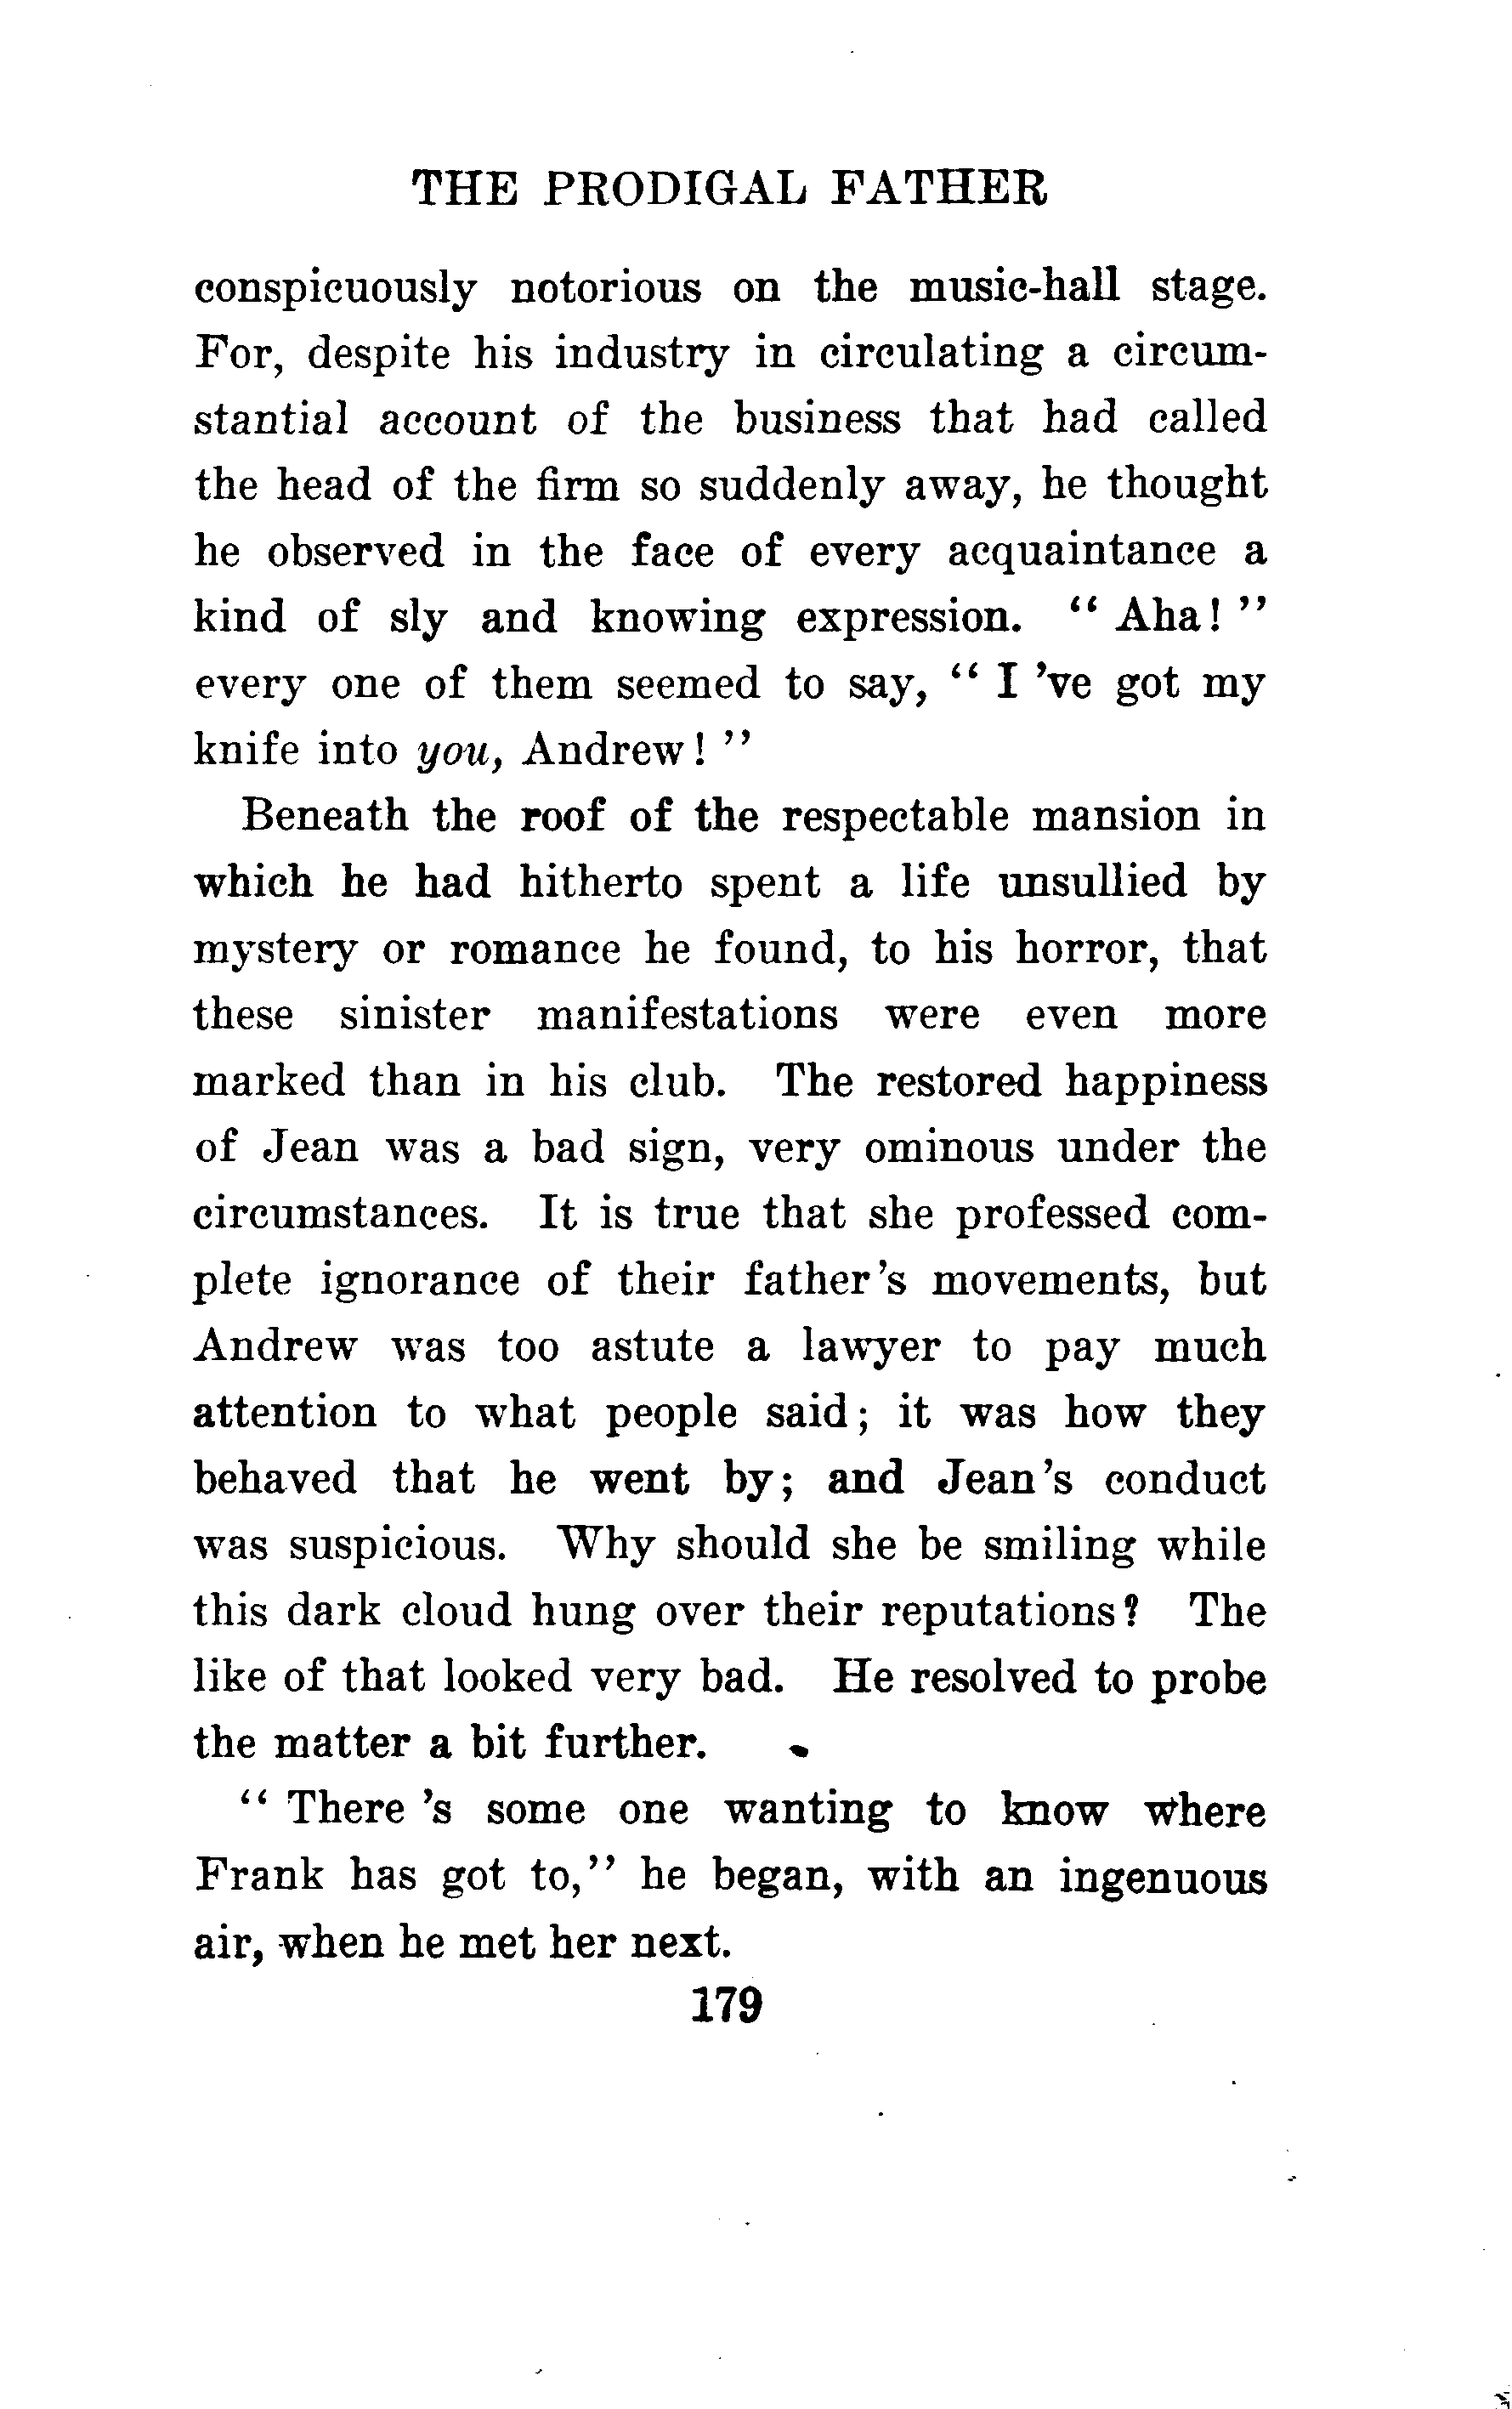 THE PRODIGAL FATHER
conspicuously notorious on the music-hall stage.
For, despite his industry in circulating a circum-
stantial account of the business that had called
the head of the firm so suddenly away, he thought
he observed in the face of every acquaintance a
kind of sly and knowing expression. “ Aha! ”
every one of them seemed to say, “ I ’ve got my
knife into you, Andrew! ”
Beneath the roof of the respectable mansion in
which he had hitherto spent a life unsullied by
mystery or romance he found, to his horror, that
these sinister manifestations were even more
marked than in his club. The restored happiness
of Jean was a bad sign, very ominous under the
circumstances. It is true that she professed com-
plete ignorance of their father’s movements, but
Andrew was too astute a lawyer to pay much
attention to what people said; it was how they
behaved that he went by; and Jean’s conduct
was suspicious. Why should she be smiling while
this dark cloud hung over their reputations? The
like of that looked very bad. He resolved to probe
the matter a bit further.
“ There ’s some one wanting to know where
Frank has got to,” he began, with an ingenuous
air, when he met her next.
179